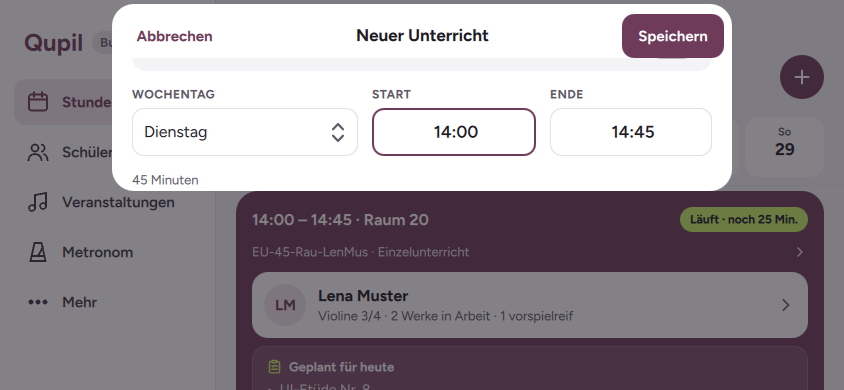 Abbrechen
Neuer Unterricht
Speichern
Qupil
WOCHENTAG
START
ENDE
Dienstag
14:00
14:45
45 Minuten
Stunde
Schüler
Veranstaltungen
Metronom
Mehr
So
29
14:00 – 14:45 · Raum 20
Läuft · noch 25 Min.
EU-45-Rau-LenMus · Einzelunterricht
LM
Lena Muster
Violine 3/4 · 2 Werke in Arbeit · 1 vorspielreif
Geplant für heute